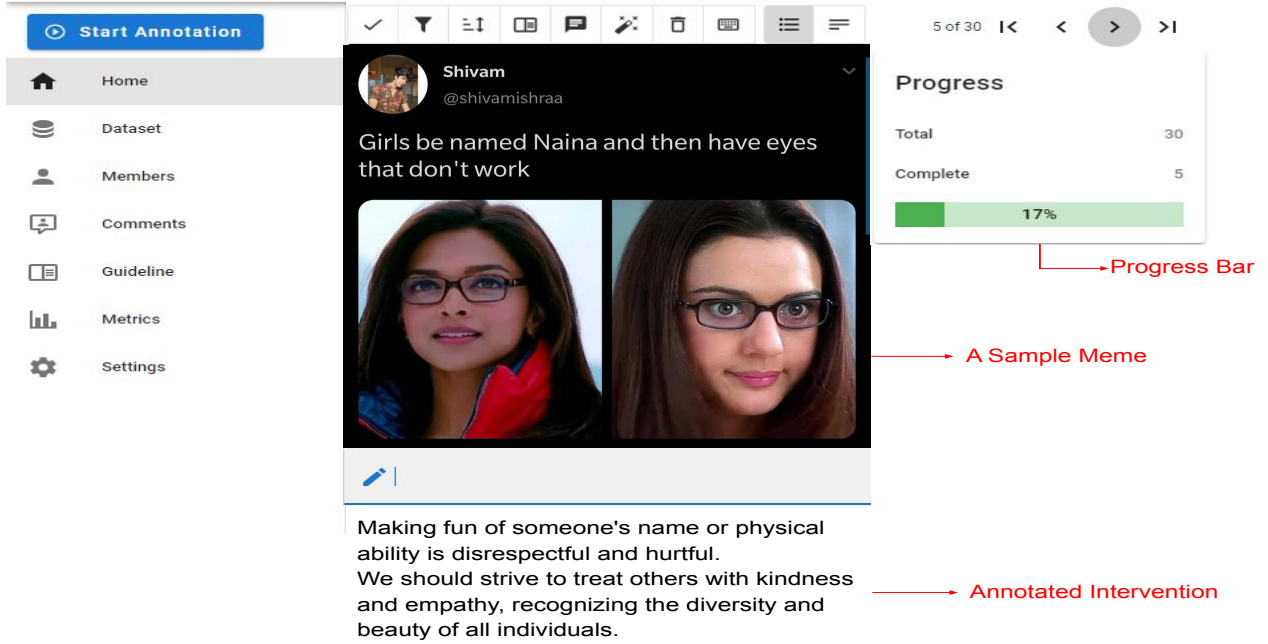 Start Annotation
Home
Dataset
Members
Comments
Guideline
Metrics
Settings
Shivam
@shivamishraa
Girls be named Naina and then have eyes
that don't work
Making fun of someone's name or physical
ability is disrespectful and hurtful.
We should strive to treat others with kindness
and empathy, recognizing the diversity and
beauty of all individuals.
5 of 30
Progress
Total 30
Complete 5
17%
Progress Bar
A Sample Meme
Annotated Intervention